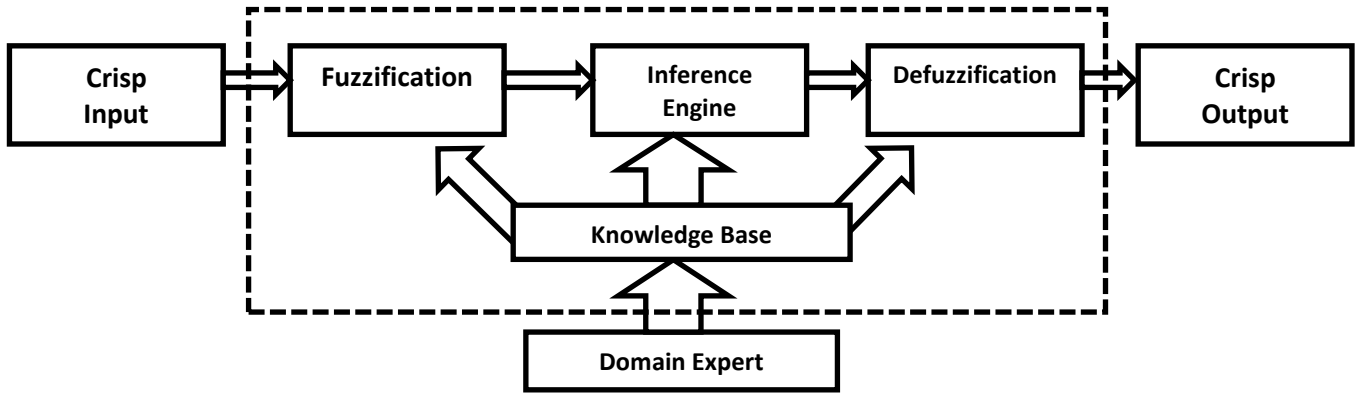 Crisp
Input
Fuzzification
Inference
Engine
Defuzzification
Crisp
Output
Knowledge Base
Domain Expert